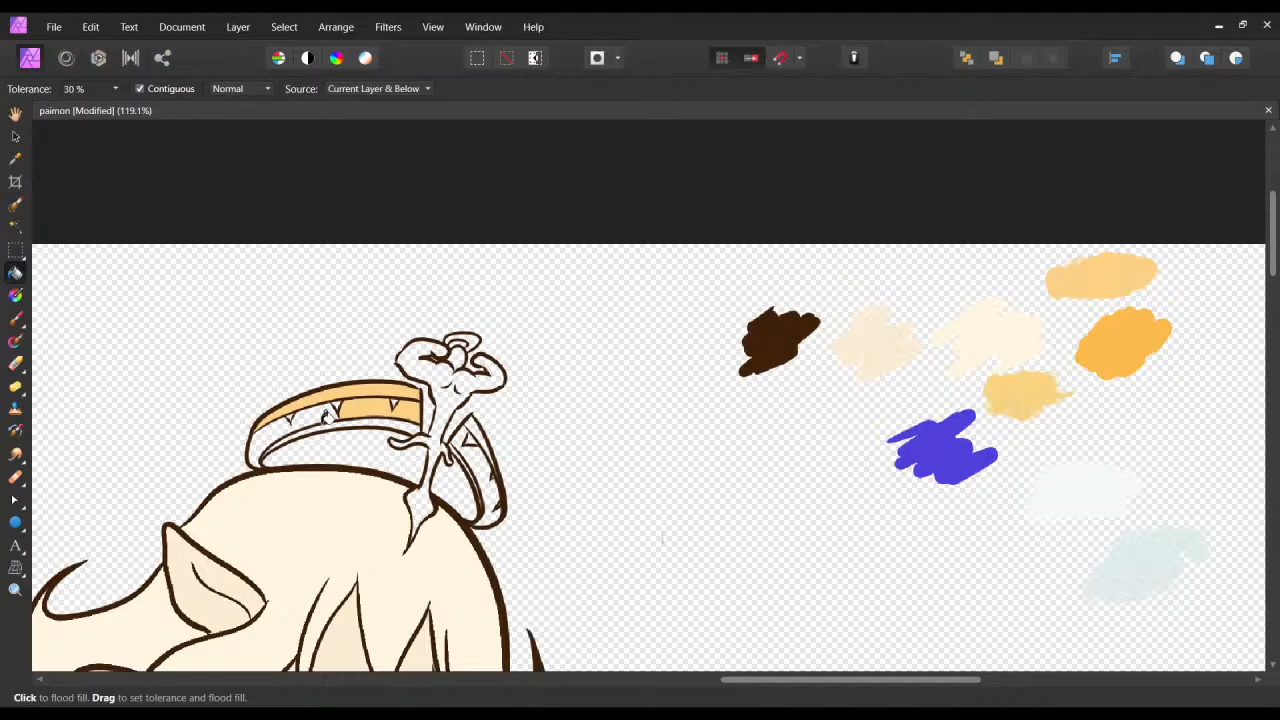 File Edit Text Document Layer Select Arrange Filters View Window Help
Tolerance: 30 % Contiguous Normal Source: Current Layer & Below
paimon [Modified] (119.1%)
A
Click to flood fill. Drag to set tolerance and flood fill.